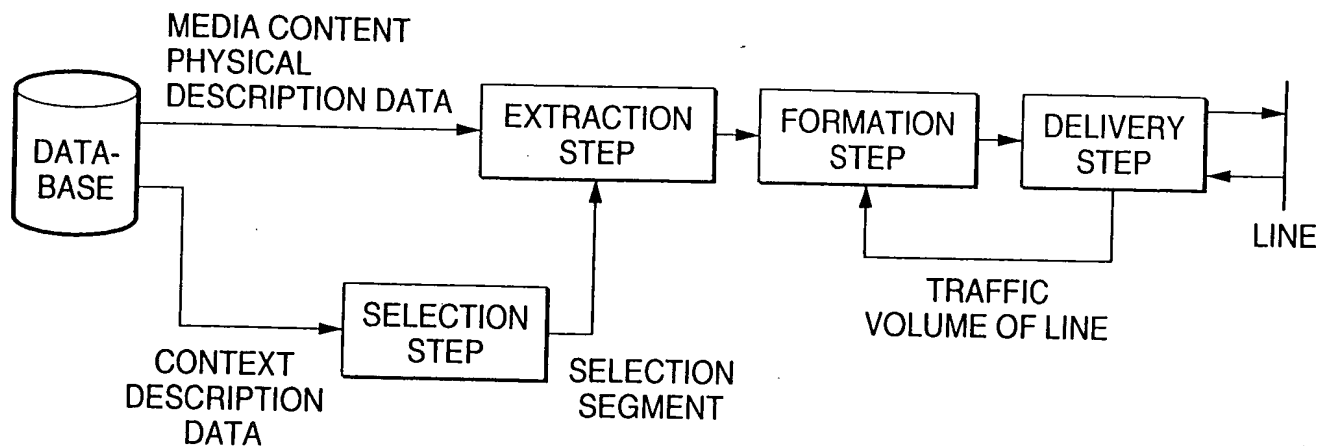 MEDIA CONTENT
PHYSICAL
DESCRIPTION DATA
DATA-
BASE
EXTRACTION
STEP
FORMATION
STEP
DELIVERY
STEP
LINE
TRAFFIC
VOLUME OF LINE
SELECTION
STEP
CONTEXT
DESCRIPTION
DATA
SELECTION
SEGMENT